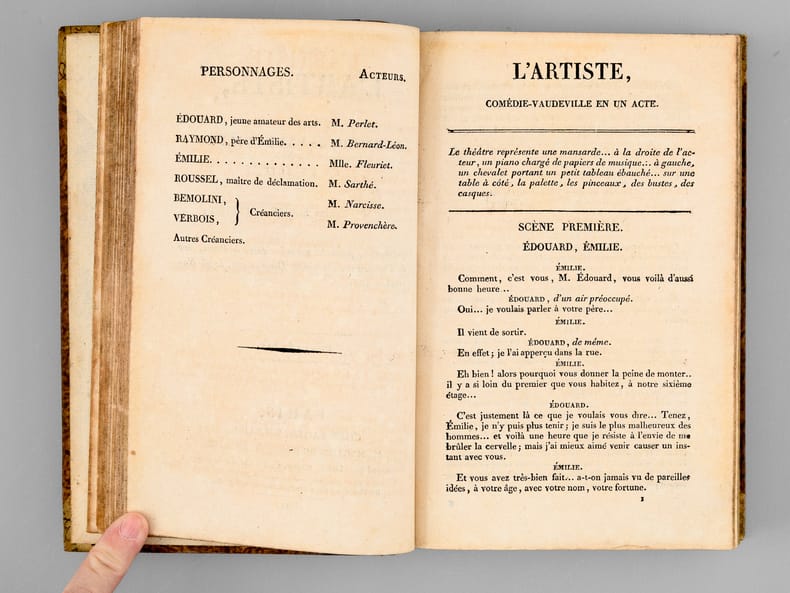 PERSONNAGES. ACTEURS.
ÉDOUARD, jeune amateur des arts. M. Perlet.
RAYMOND, père d'Émilie. . . . . M. Bernard-Léon.
ÉMILIE. . . . . . . . . . . . . . Mlle. Fleuriet.
ROUSSEL, maître de déclamation. M. Sarthé.
BEMOLINI, } Créanciers. M. Narcisse.
VERBOIS, M. Provenchère.
Autres Créanciers.
L'ARTISTE,
COMÉDIE-VAUDEVILLE EN UN ACTE.
Le théâtre représente une mansarde... à la droite de l'ac-
teur, un piano chargé de papiers de musique.:. à gauche,
un chevalet portant un petit tableau ébauché... sur une
table à côté, la palette, les pinceaux, des bustes, des
casques.
SCÈNE PREMIÈRE.
ÉDOUARD, ÉMILIE.
ÉMILIE.
Comment, c'est vous, M. Édouard, vous voilà d'aussi
bonne heure...
ÉDOUARD, d'un air préoccupé.
Oui... je voulais parler à votre père...
ÉMILIE.
Il vient de sortir.
ÉDOUARD, de même.
En effet; je l'ai apperçu dans la rue.
ÉMILIE.
Eh bien! alors pourquoi vous donner la peine de monter..
il y a si loin du premier que vous habitez, à notre sixième
étage...
ÉDOUARD.
C'est justement là ce que je voulais vous dire... Tenez,
Émilie, je n'y puis plus tenir; je suis le plus malheureux des
hommes... et voilà une heure que je résiste à l'envie de me
brûler la cervelle; mais j'ai mieux aimé venir causer un ins-
tant avec vous.
ÉMILIE.
Et vous avez très-bien fait... a-t-on jamais vu de pareilles
idées, à votre âge, avec votre nom, votre fortune.
1